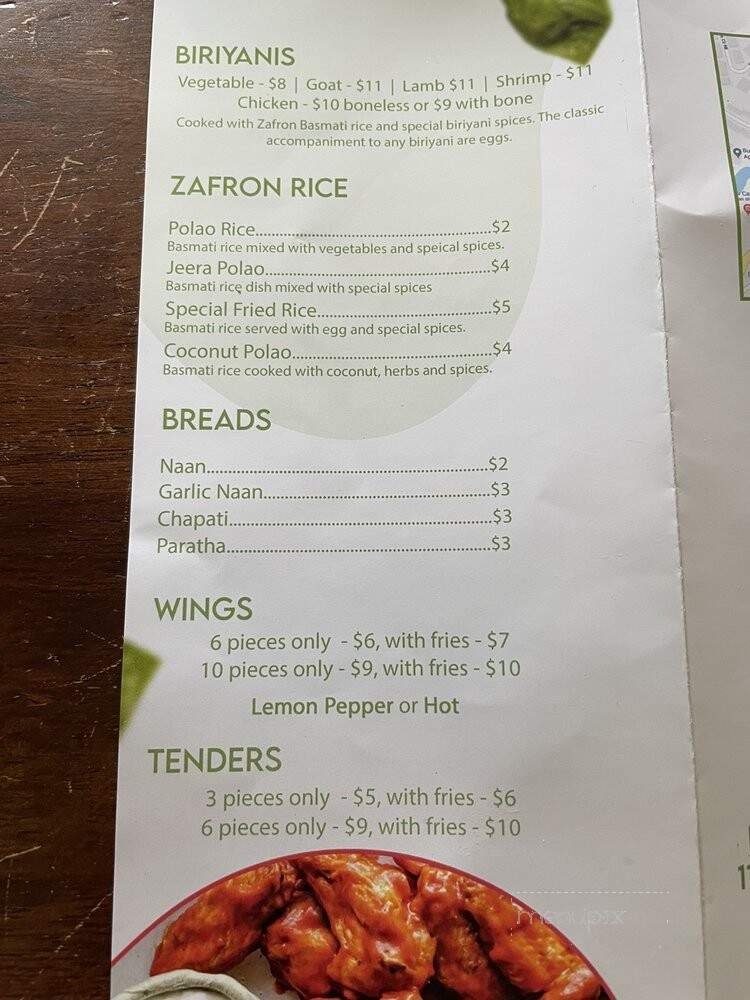 BIRIYANIS
Vegetable - $8 | Goat - $11 | Lamb $11 | Shrimp - $11
Chicken - $10 boneless or $9 with bone
Cooked with Zafron Basmati rice and special biriyani spices. The classic
accompaniment to any biriyani are eggs.
ZAFRON RICE
Polao Rice..................................................$2
Basmati rice mixed with vegetables and speical spices.
Jeera Polao................................................$4
Basmati rice dish mixed with special spices
Special Fried Rice.....................................$5
Basmati rice served with egg and special spices.
Coconut Polao...........................................$4
Basmati rice cooked with coconut, herbs and spices.
BREADS
Naan............................................................$2
Garlic Naan................................................$3
Chapati........................................................$3
Paratha........................................................$3
WINGS
6 pieces only - $6, with fries - $7
10 pieces only - $9, with fries - $10
Lemon Pepper or Hot
TENDERS
3 pieces only - $5, with fries - $6
6 pieces only - $9, with fries - $10
menupix